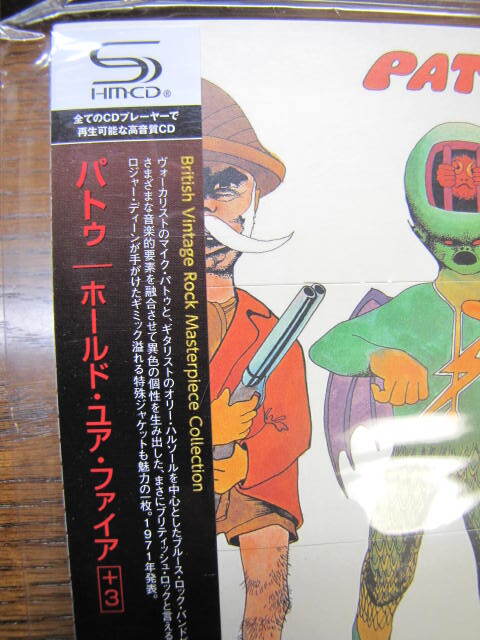 SHM-CD®
全てのCDプレーヤーで
再生可能な高音質CD
PAT
British Vintage Rock Masterpiece Collection
ヴォーカリストのマイク・パトゥと、ギタリストのオリー・ハルソールを中心としたブルース・ロック・バンド
さまざまな音楽的要素を融合させて異色の個性を生み出した、まさにブリティッシュ・ロックと言える
ロジャー・ディーンが手がけたギミック溢れる特殊ジャケットも魅力の一枚。1971年発表。
パトゥ｜ホールド・ユア・ファイア +3